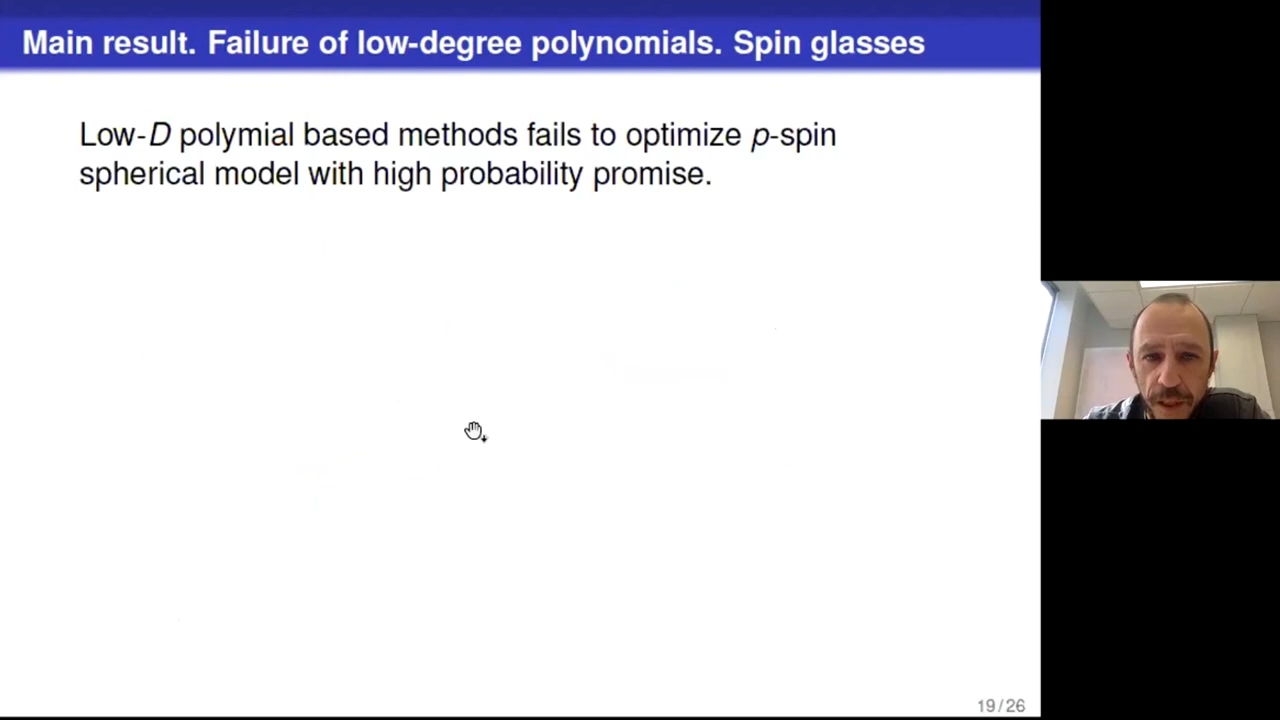 Main result. Failure of low-degree polynomials. Spin glasses
Low-D polymial based methods fails to optimize p-spin
spherical model with high probability promise.
19 / 26